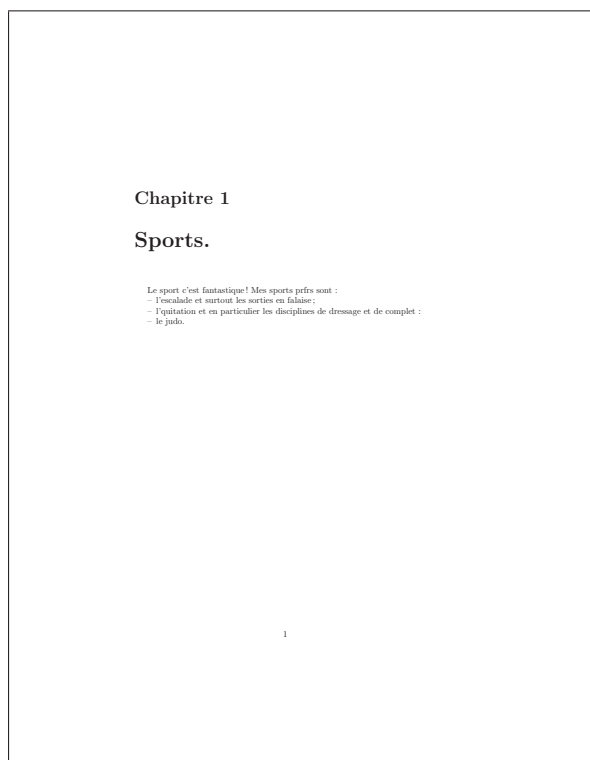 Chapitre 1
Sports.
Le sport c'est fantastique ! Mes sports prfrs sont :
– l'escalade et surtout les sorties en falaise ;
– l'quitation et en particulier les disciplines de dressage et de complet :
– le judo.
1